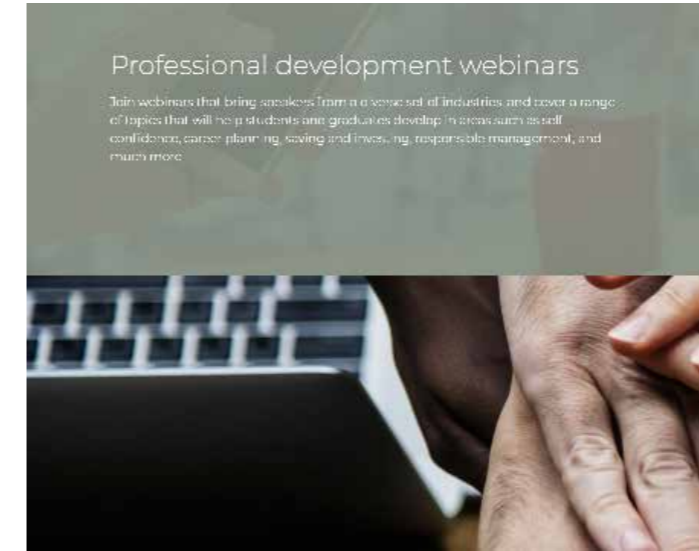 Professional development webinars
Join webinars that bring speakers from a diverse set of industries, and cover a range
of topics that will help students and graduates develop in areas such as self
confidence, career planning, saving and investing, responsible management, and
much more